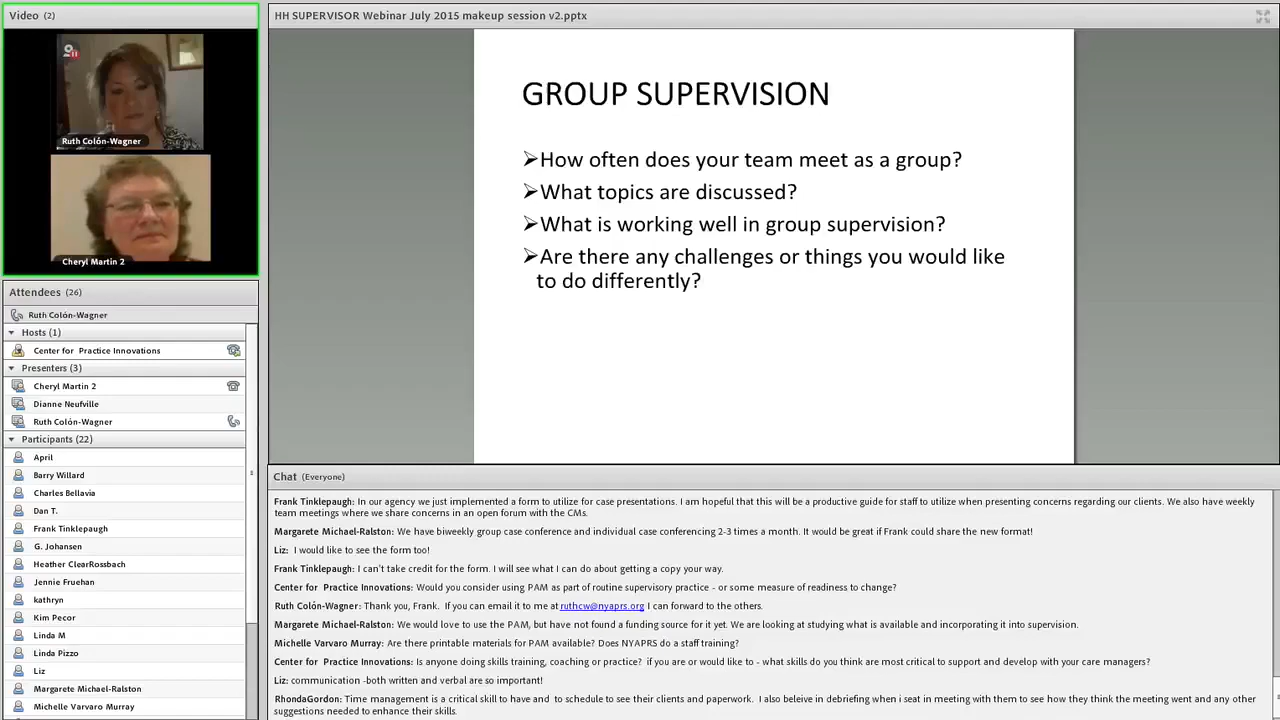 Video (2)
Ruth Colón-Wagner
Cheryl Martin 2
Attendees (26)
Ruth Colón-Wagner
Hosts (1)
Center for Practice Innovations
Presenters (3)
Cheryl Martin 2
Dianne Neufville
Ruth Colón-Wagner
Participants (22)
April
Barry Willard
Charles Bellavia
Dan T.
Frank Tinklepaugh
G. Johansen
Heather ClearRossbach
Jennie Fruehan
kathryn
Kim Pecor
Linda M
Linda Pizzo
Liz
Margarete Michael-Ralston
Michelle Varvaro Murray
HH SUPERVISOR Webinar July 2015 makeup session v2.pptx
GROUP SUPERVISION
➢How often does your team meet as a group?
➢What topics are discussed?
➢What is working well in group supervision?
➢Are there any challenges or things you would like
to do differently?
Chat (Everyone)
Frank Tinklepaugh: In our agency we just implemented a form to utilize for case presentations. I am hopeful that this will be a productive guide for staff to utilize when presenting concerns regarding our clients. We also have weekly
team meetings where we share concerns in an open forum with the CMs.
Margarete Michael-Ralston: We have biweekly group case conference and individual case conferencing 2-3 times a month. It would be great if Frank could share the new format!
Liz: I would like to see the form too!
Frank Tinklepaugh: I can't take credit for the form. I will see what I can do about getting a copy your way.
Center for Practice Innovations: Would you consider using PAM as part of routine supervisory practice - or some measure of readiness to change?
Ruth Colón-Wagner: Thank you, Frank. If you can email it to me at ruthcw@nyaprs.org I can forward to the others.
Margarete Michael-Ralston: We would love to use the PAM, but have not found a funding source for it yet. We are looking at studying what is available and incorporating it into supervision.
Michelle Varvaro Murray: Are there printable materials for PAM available? Does NYAPRS do a staff training?
Center for Practice Innovations: Is anyone doing skills training, coaching or practice? if you are or would like to - what skills do you think are most critical to support and develop with your care managers?
Liz: communication -both written and verbal are so important!
RhondaGordon: Time management is a critical skill to have and to schedule to see their clients and paperwork. I also beleive in debriefing when i seat in meeting with them to see how they think the meeting went and any other
suggestions needed to enhance their skills.